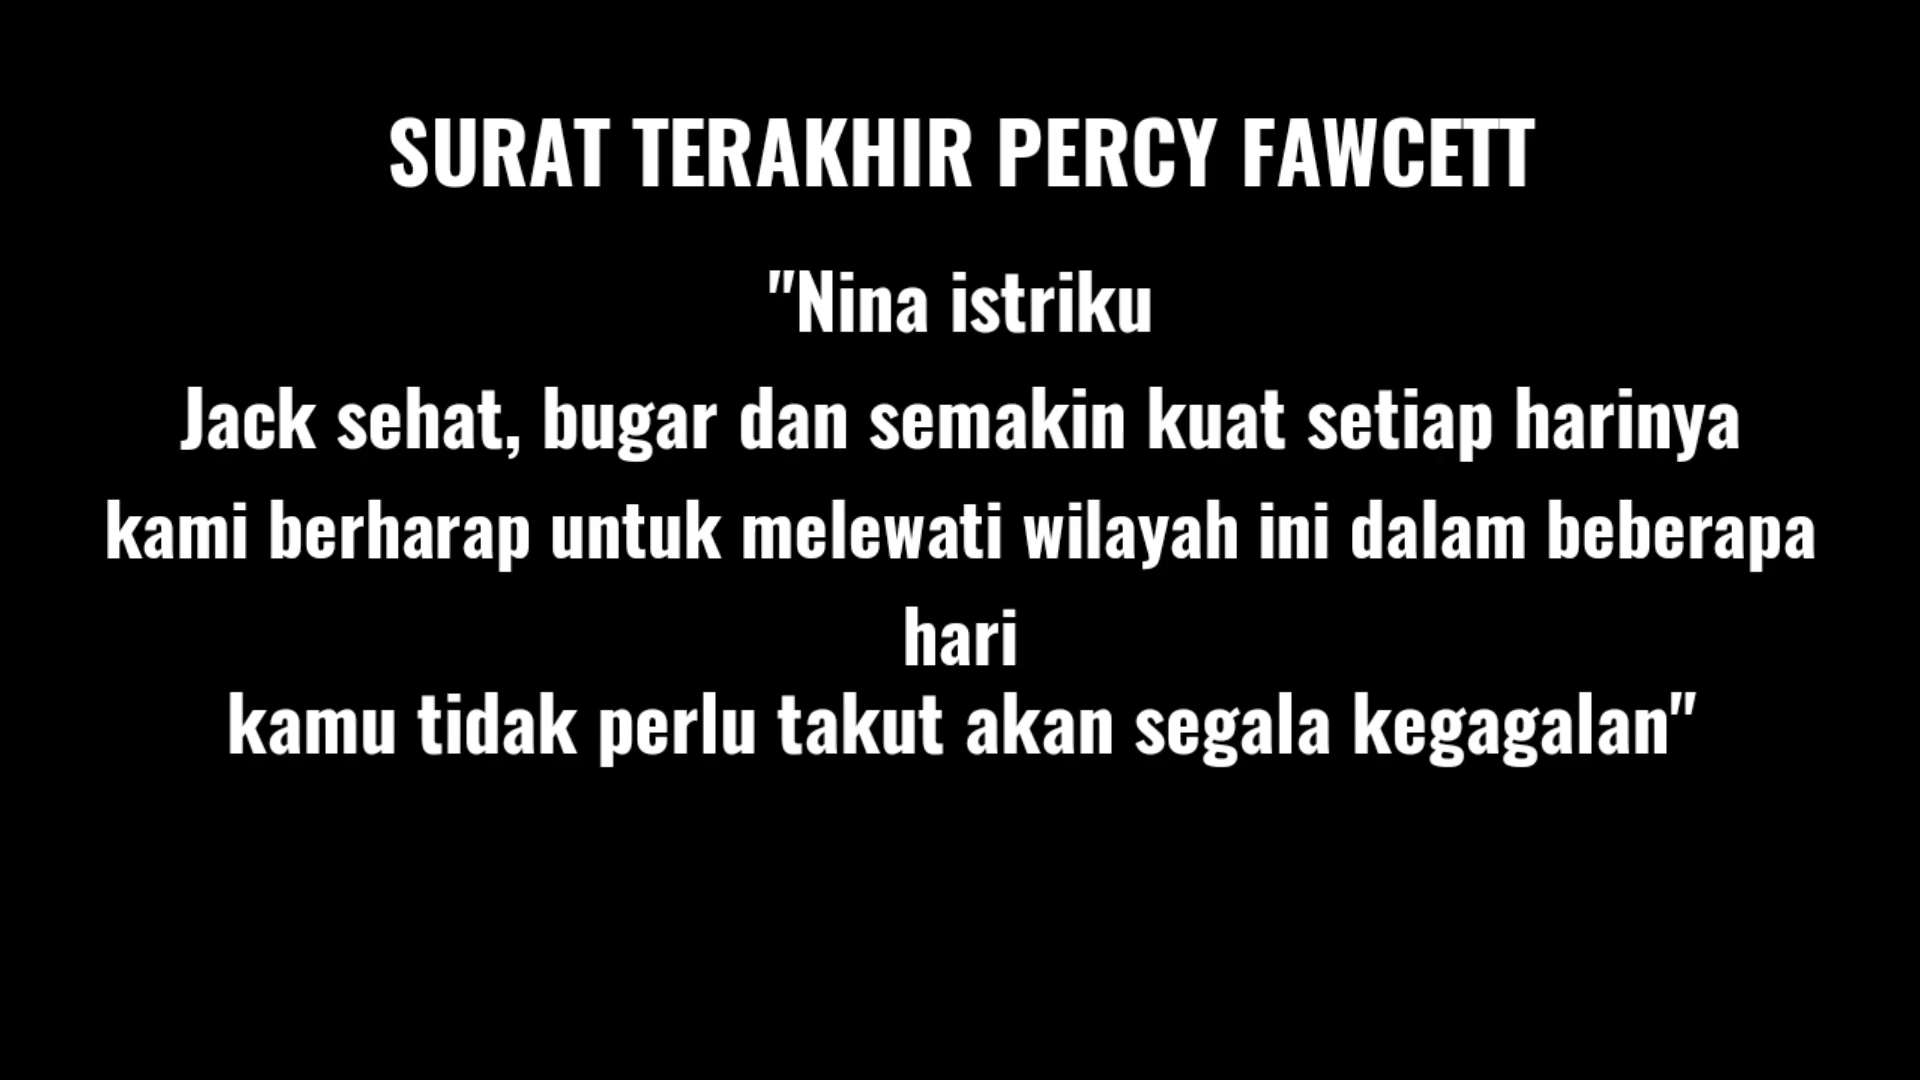 SURAT TERAKHIR PERCY FAWCETT
"Nina istriku
Jack sehat, bugar dan semakin kuat setiap harinya
kami berharap untuk melewati wilayah ini dalam beberapa
hari
kamu tidak perlu takut akan segala kegagalan"